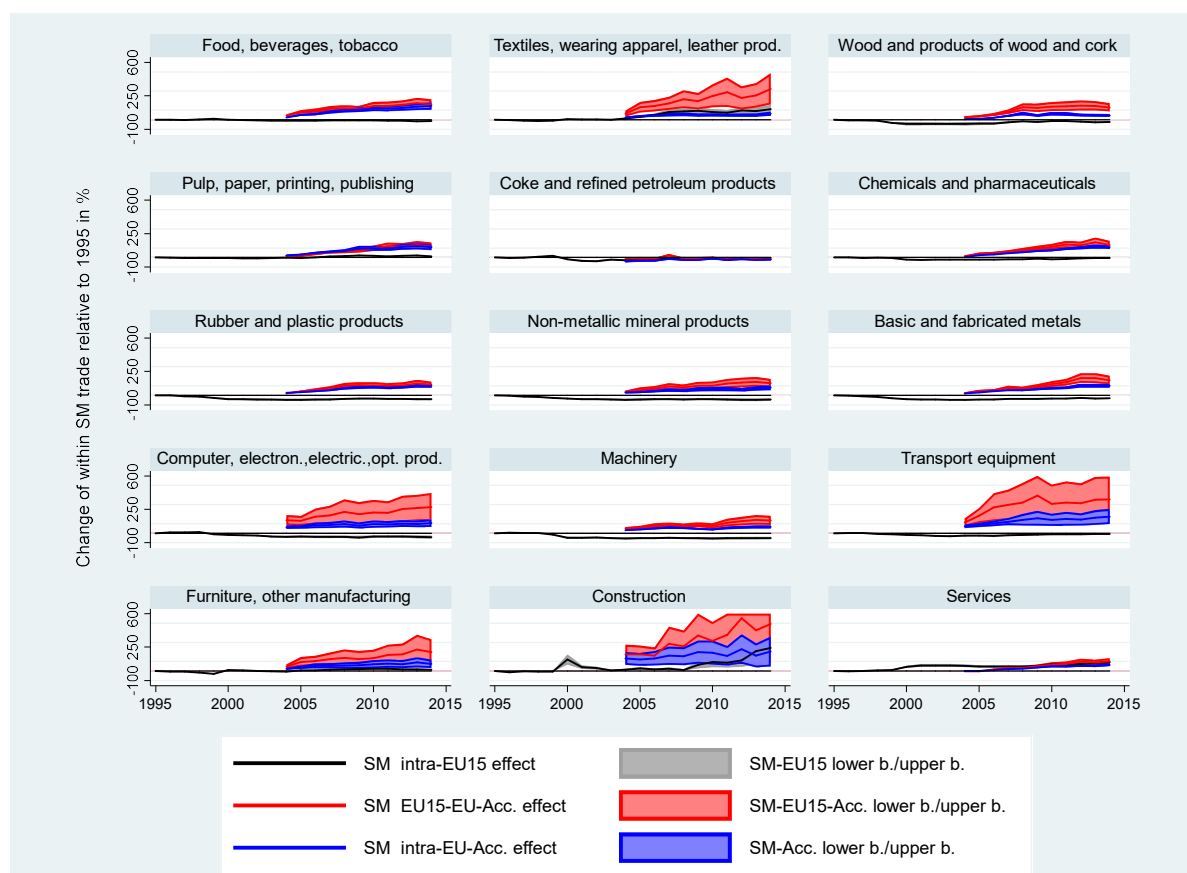 Change of within SM trade relative to 1995 in %
Food, beverages, tobacco
Textiles, wearing apparel, leather prod.
Wood and products of wood and cork
-100 250 600
Pulp, paper, printing, publishing
Coke and refined petroleum products
Chemicals and pharmaceuticals
-100 250 600
Rubber and plastic products
Non-metallic mineral products
Basic and fabricated metals
-100 250 600
Computer, electron.,electric.,opt. prod.
Machinery
Transport equipment
-100 250 600
Furniture, other manufacturing
Construction
Services
-100 250 600
1995 2000 2005 2010 2015
1995 2000 2005 2010 2015
1995 2000 2005 2010 2015
SM intra-EU15 effect
SM-EU15 lower b./upper b.
SM EU15-EU-Acc. effect
SM-EU15-Acc. lower b./upper b.
SM intra-EU-Acc. effect
SM-Acc. lower b./upper b.